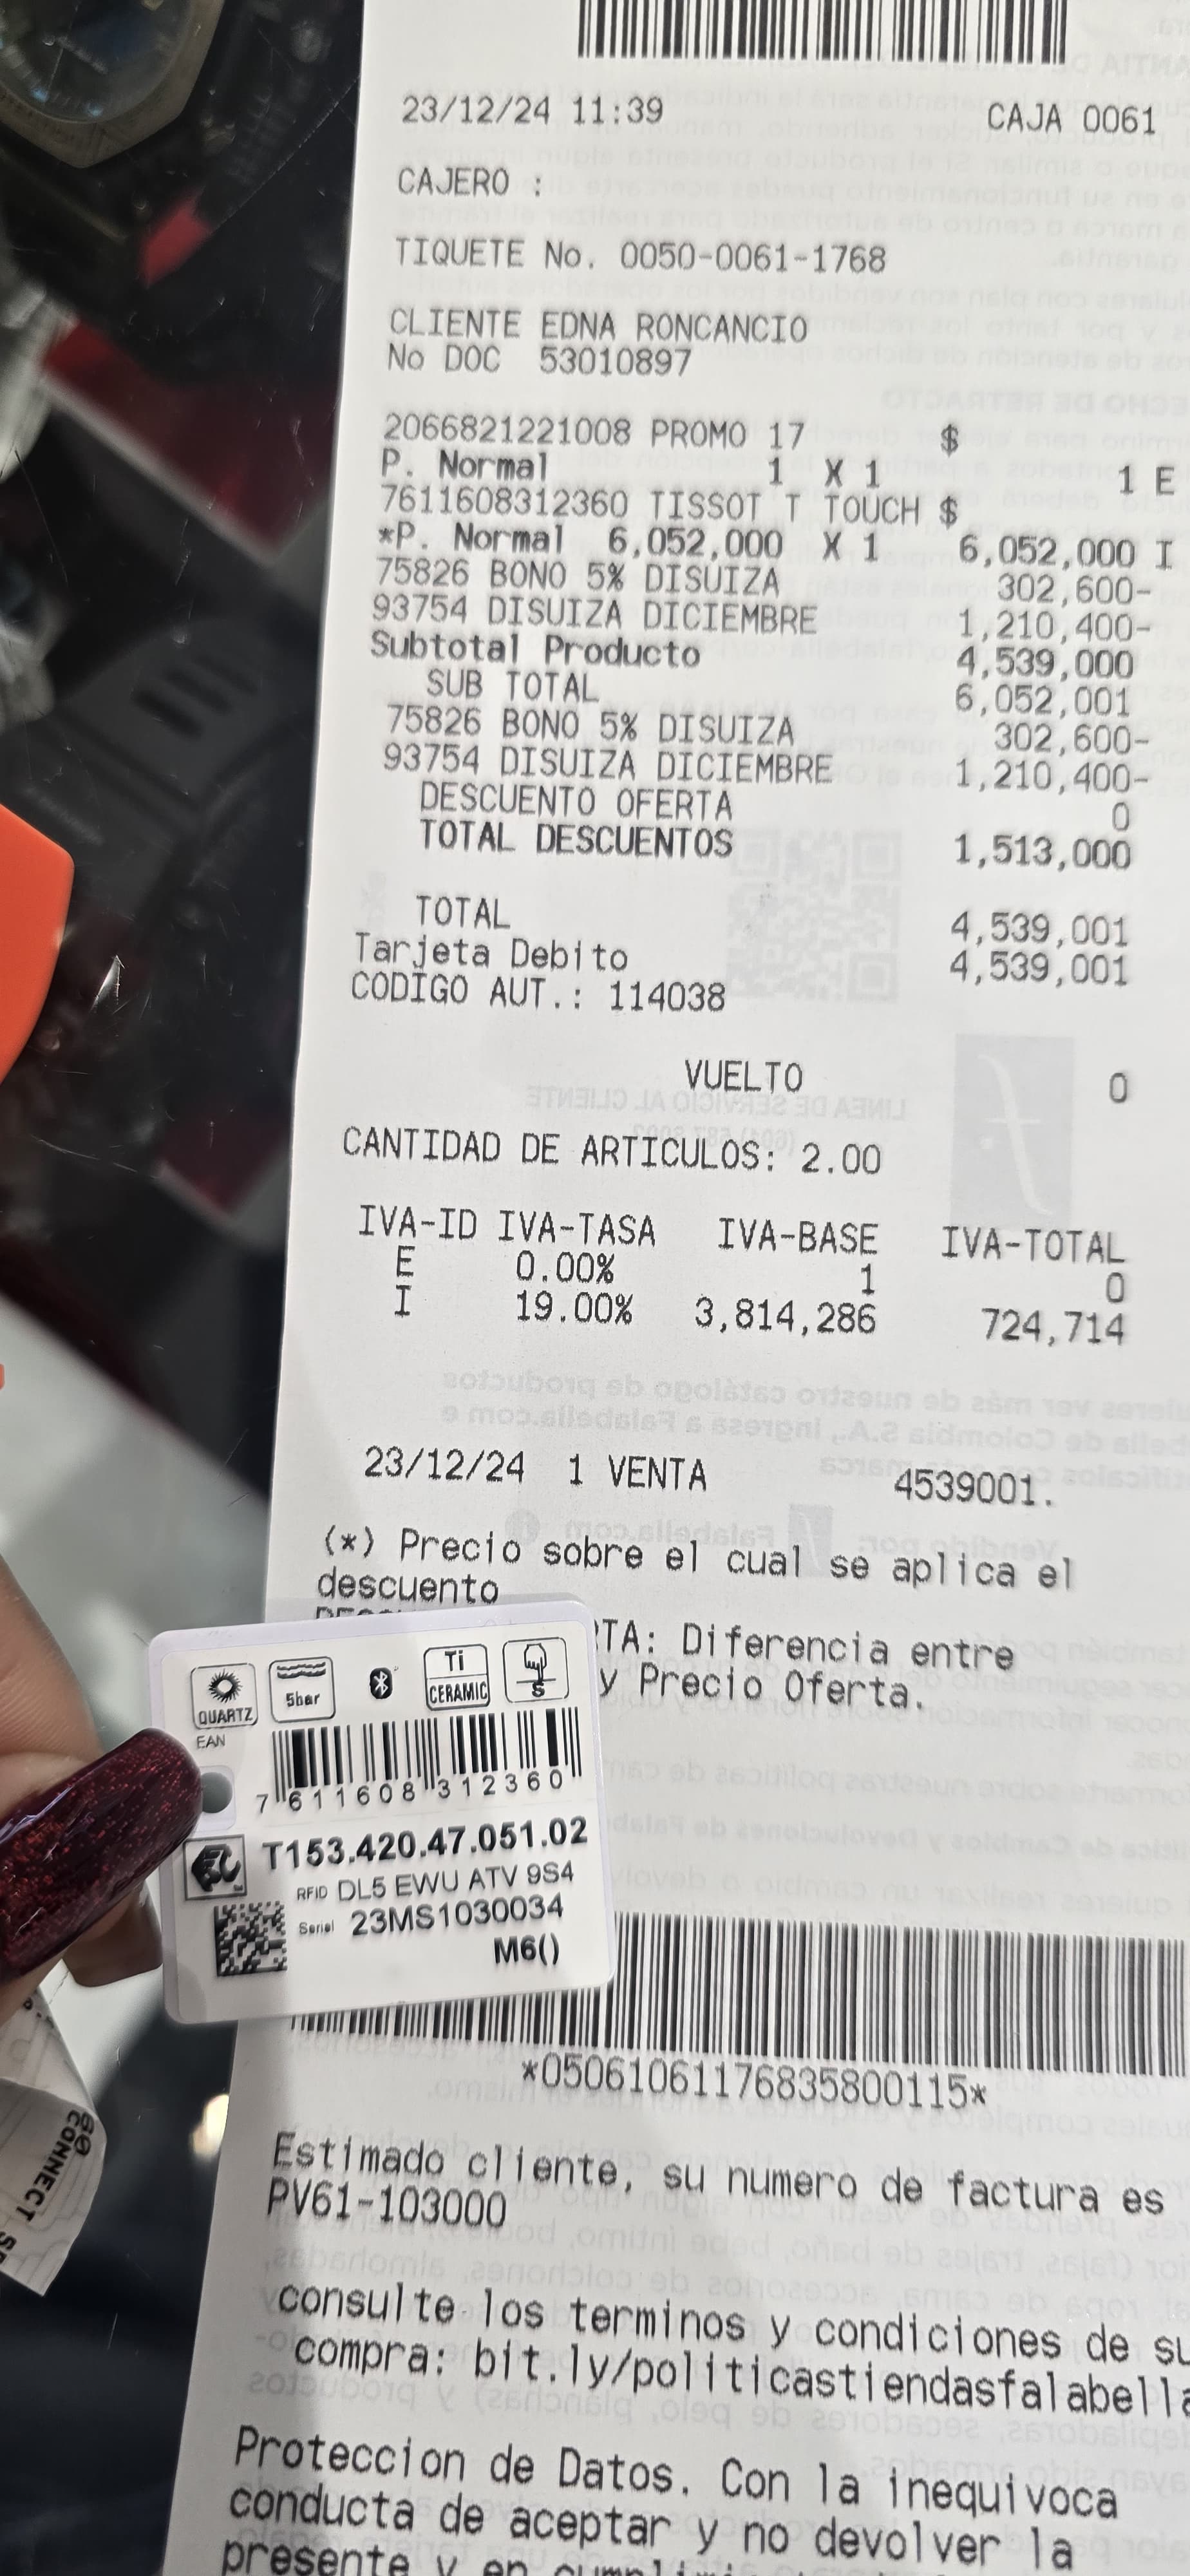 23/12/24 11:39 CAJA 0061
CAJERO :
TIQUETE No. 0050-0061-1768
CLIENTE EDNA RONCANCIO
No DOC 53010897
2066821221008 PROMO 17 $
P. Normal 1 X 1 1 E
7611608312360 TISSOT T TOUCH $
*P. Normal 6,052,000 X 1 6,052,000 I
75826 BONO 5% DISUIZA 302,600-
93754 DISUIZA DICIEMBRE 1,210,400-
Subtotal Producto 4,539,000
SUB TOTAL 6,052,001
75826 BONO 5% DISUIZA 302,600-
93754 DISUIZA DICIEMBRE 1,210,400-
DESCUENTO OFERTA 0
TOTAL DESCUENTOS 1,513,000
TOTAL 4,539,001
Tarjeta Debito 4,539,001
CODIGO AUT.: 114038
VUELTO 0
CANTIDAD DE ARTICULOS: 2.00
IVA-ID IVA-TASA IVA-BASE IVA-TOTAL
E 0.00% 1 0
I 19.00% 3,814,286 724,714
23/12/24 1 VENTA 4539001.
(*) Precio sobre el cual se aplica el
descuento
TA: Diferencia entre
y Precio Oferta.
QUARTZ
5bar
Ti
CERAMIC
S
EAN
7 611608 312360
T153.420.47.051.02
RFID DL5 EWU ATV 9S4
Serial 23MS1030034
M6()
*05061061176835800115*
Estimado cliente, su numero de factura es
PV61-103000
consulte los terminos y condiciones de su
compra: bit.ly/politicastiendasfalabella
Proteccion de Datos. Con la inequivoca
conducta de aceptar y no devolver la
presente y en
CONNECT